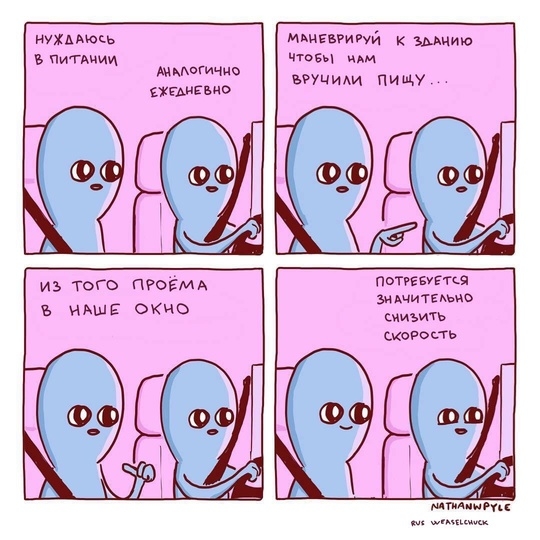 НУЖДАЮСЬ
В ПИТАНИИ
АНАЛОГИЧНО
ЕЖЕДНЕВНО
МАНЕВРИРУЙ К ЗДАНИЮ
ЧТОБЫ НАМ
ВРУЧИЛИ ПИЩУ...
ИЗ ТОГО ПРОЁМА
В НАШЕ ОКНО
ПОТРЕБУЕТСЯ
ЗНАЧИТЕЛЬНО
СНИЗИТЬ
СКОРОСТЬ
NATHANWPYLE
RUS WEASELCHUCK